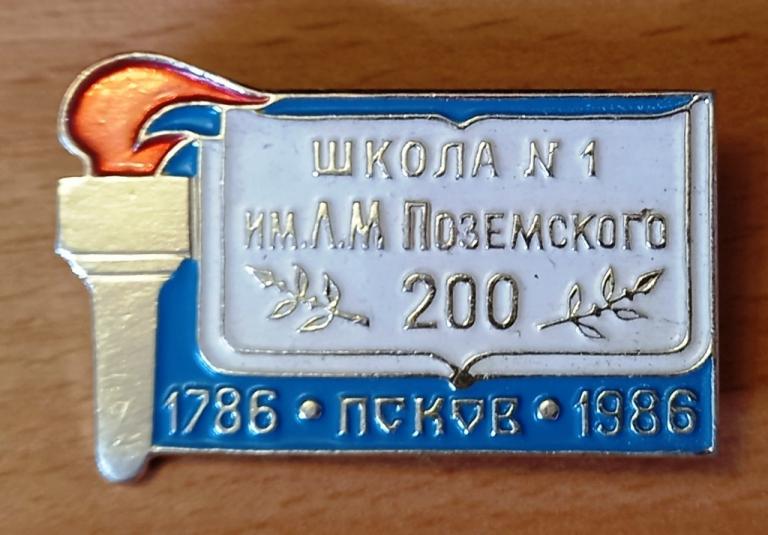 ШКОЛА N 1
им. Л.М Поземского
200
1786 • ПСКОВ • 1986